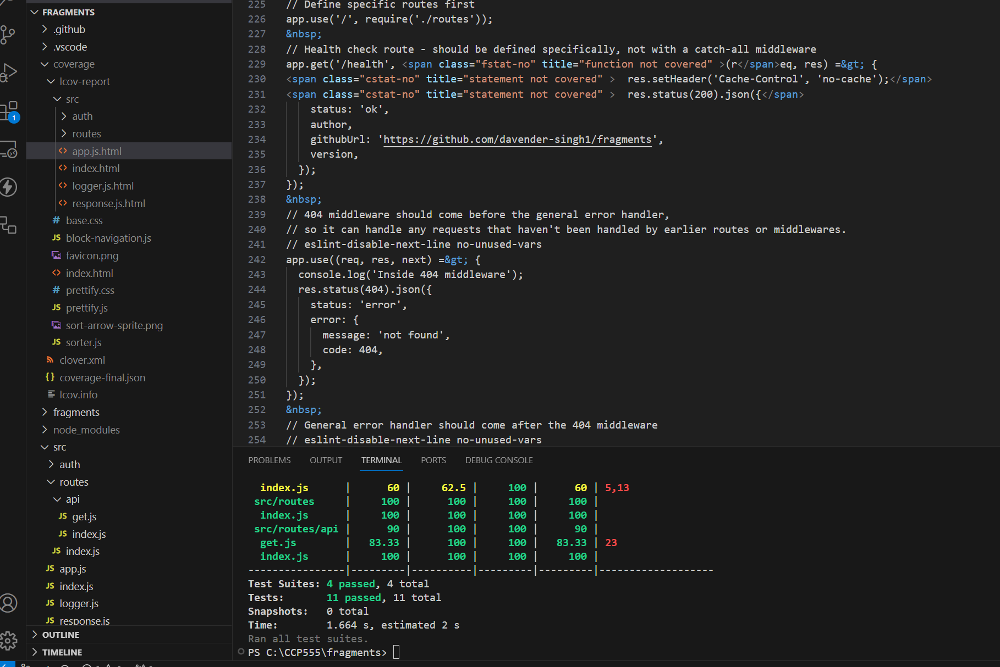 FRAGMENTS
.github
.vscode
coverage
lcov-report
src
auth
routes
app.js.html
index.html
logger.js.html
response.js.html
base.css
block-navigation.js
favicon.png
index.html
prettify.css
prettify.js
sort-arrow-sprite.png
sorter.js
clover.xml
coverage-final.json
lcov.info
fragments
node_modules
src
auth
routes
api
get.js
index.js
index.js
app.js
index.js
logger.js
response.js
OUTLINE
TIMELINE
1
225 // Define specific routes first
226 app.use('/', require('./routes'));
227 &nbsp;
228 // Health check route - should be defined specifically, not with a catch-all middleware
229 app.get('/health', <span class="fstat-no" title="function not covered" >(r</span>eq, res) =&gt; {
230 <span class="cstat-no" title="statement not covered" >  res.setHeader('Cache-Control', 'no-cache');</span>
231 <span class="cstat-no" title="statement not covered" >  res.status(200).json({</span>
232     status: 'ok',
233     author,
234     githubUrl: 'https://github.com/davender-singh1/fragments',
235     version,
236   });
237 });
238 &nbsp;
239 // 404 middleware should come before the general error handler,
240 // so it can handle any requests that haven't been handled by earlier routes or middlewares.
241 // eslint-disable-next-line no-unused-vars
242 app.use((req, res, next) =&gt; {
243   console.log('Inside 404 middleware');
244   res.status(404).json({
245     status: 'error',
246     error: {
247       message: 'not found',
248       code: 404,
249     },
250   });
251 });
252 &nbsp;
253 // General error handler should come after the 404 middleware
254 // eslint-disable-next-line no-unused-vars
PROBLEMS OUTPUT TERMINAL PORTS DEBUG CONSOLE
index.js | 60 | 62.5 | 100 | 60 | 5,13
src/routes | 100 | 100 | 100 | 100 |
index.js | 100 | 100 | 100 | 100 |
src/routes/api | 90 | 100 | 100 | 90 |
get.js | 83.33 | 100 | 100 | 83.33 | 23
index.js | 100 | 100 | 100 | 100 |
----------------|---------|----------|---------|---------|-------------------
Test Suites: 4 passed, 4 total
Tests: 11 passed, 11 total
Snapshots: 0 total
Time: 1.664 s, estimated 2 s
Ran all test suites.
PS C:\CCP555\fragments>